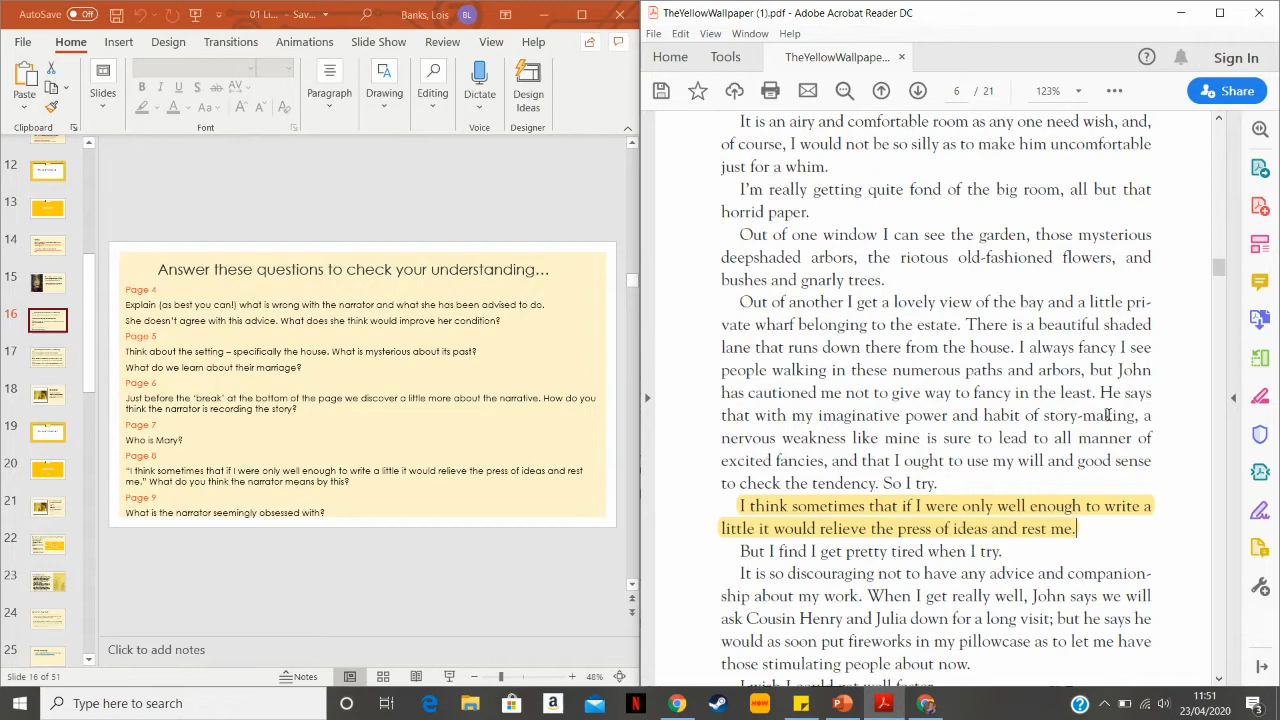 AutoSave Off 01 Li... - Sav... Banks, Lois BL
File Home Insert Design Transitions Animations Slide Show Review View Help
Paste Slides Paragraph Drawing Editing Dictate Design Ideas
Clipboard Font Voice Designer
12
13
14
15
16
17
18
19
20
21
22
23
24
25
Answer these questions to check your understanding…
Page 4
Explain (as best you can!) what is wrong with the narrator and what she has been advised to do.
She doesn't agree with this advice. What does she think would improve her condition?
Page 5
Think about the setting – specifically the house. What is mysterious about its past?
What do we learn about their marriage?
Page 6
Just before the 'break' at the bottom of the page we discover a little more about the narrative. How do you
think the narrator is recording the story?
Page 7
Who is Mary?
Page 8
"I think sometimes that if I were only well enough to write a little it would relieve the press of ideas and rest
me." What do you think the narrator means by this?
Page 9
What is the narrator seemingly obsessed with?
Click to add notes
Slide 16 of 51 Notes 48%
TheYellowWallpaper (1).pdf - Adobe Acrobat Reader DC
File Edit View Window Help
Home Tools TheYellowWallpape... Sign In
6 / 21 123% Share
It is an airy and comfortable room as any one need wish, and,
of course, I would not be so silly as to make him uncomfortable
just for a whim.
I'm really getting quite fond of the big room, all but that
horrid paper.
Out of one window I can see the garden, those mysterious
deepshaded arbors, the riotous old-fashioned flowers, and
bushes and gnarly trees.
Out of another I get a lovely view of the bay and a little pri-
vate wharf belonging to the estate. There is a beautiful shaded
lane that runs down there from the house. I always fancy I see
people walking in these numerous paths and arbors, but John
has cautioned me not to give way to fancy in the least. He says
that with my imaginative power and habit of story-making, a
nervous weakness like mine is sure to lead to all manner of
excited fancies, and that I ought to use my will and good sense
to check the tendency. So I try.
I think sometimes that if I were only well enough to write a
little it would relieve the press of ideas and rest me.
But I find I get pretty tired when I try.
It is so discouraging not to have any advice and companion-
ship about my work. When I get really well, John says we will
ask Cousin Henry and Julia down for a long visit; but he says he
would as soon put fireworks in my pillowcase as to let me have
those stimulating people about now.
I wish I could get well faster.
Type here to search
11:51
23/04/2020
3